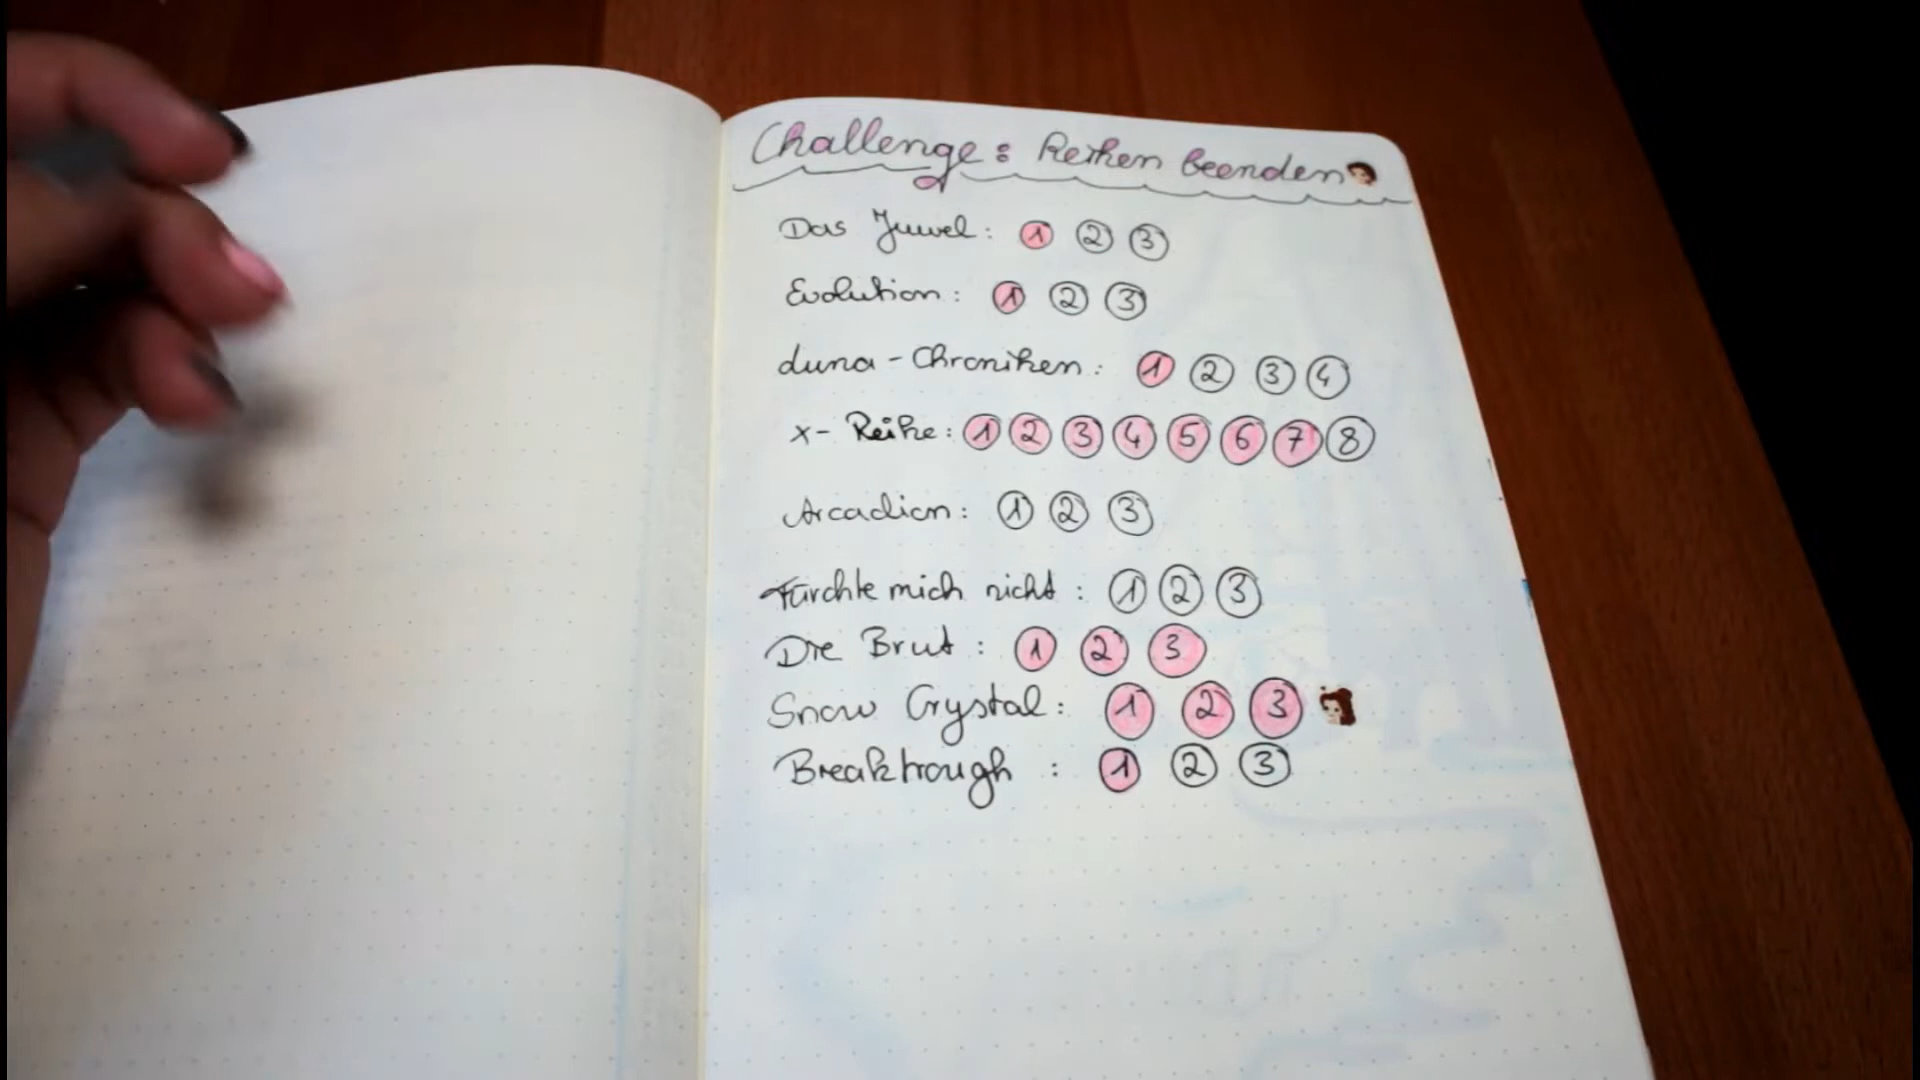 Challenge: Reihen beenden
Das Juwel: 1 2 3
Evolution: 1 2 3
Luna-Chroniken: 1 2 3 4
X-Reihe: 1 2 3 4 5 6 7 8
Arcadian: 1 2 3
Fürchte mich nicht: 1 2 3
Die Brut: 1 2 3
Snow Crystal: 1 2 3
Breaktrough: 1 2 3